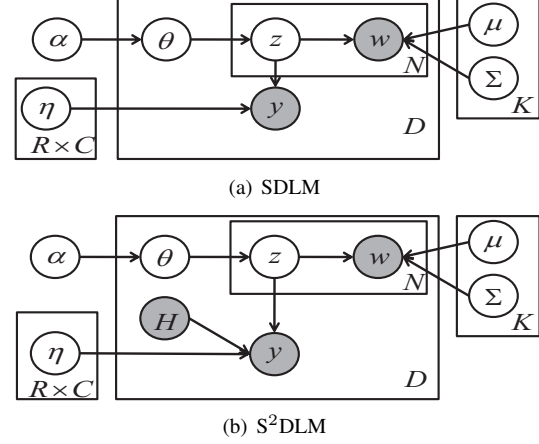 α θ z w μ
N
Σ
η y K
R×C D
(a) SDLM
α θ z w μ
N
H Σ
K
η y
R×C D
(b) S²DLM